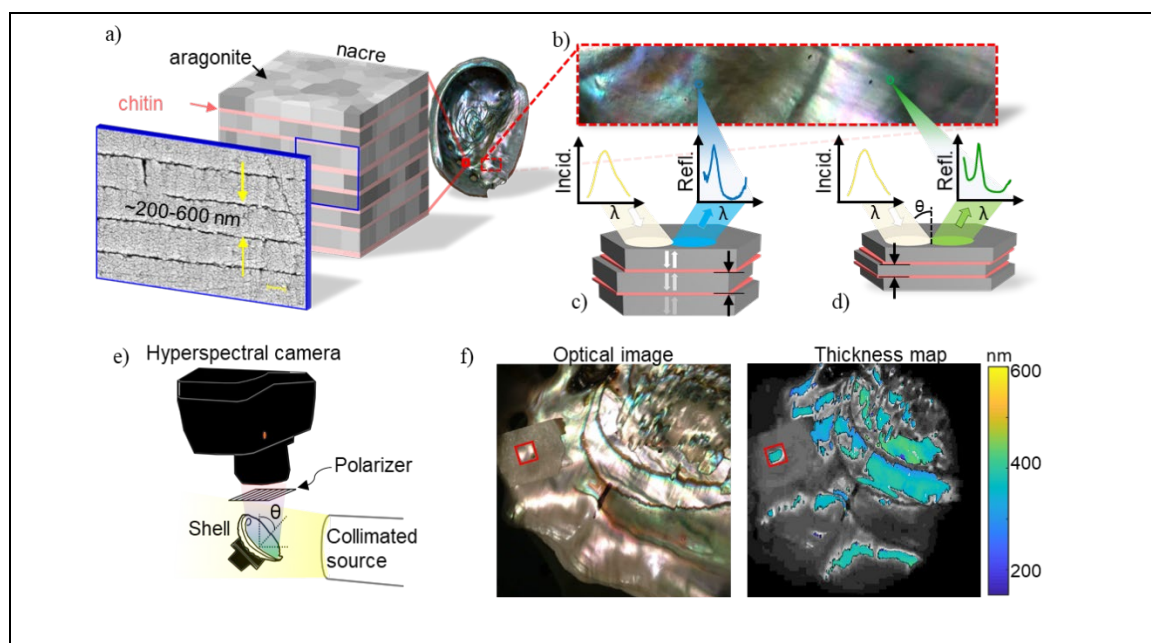 a)
nacre
aragonite
chitin
~200-600 nm
b)
Incid.
λ
Refl.
λ
Incid.
λ
θ
Refl.
λ
c)
d)
e)
Hyperspectral camera
Polarizer
Shell
θ
Collimated
source
f)
Optical image
Thickness map
nm
600
400
200